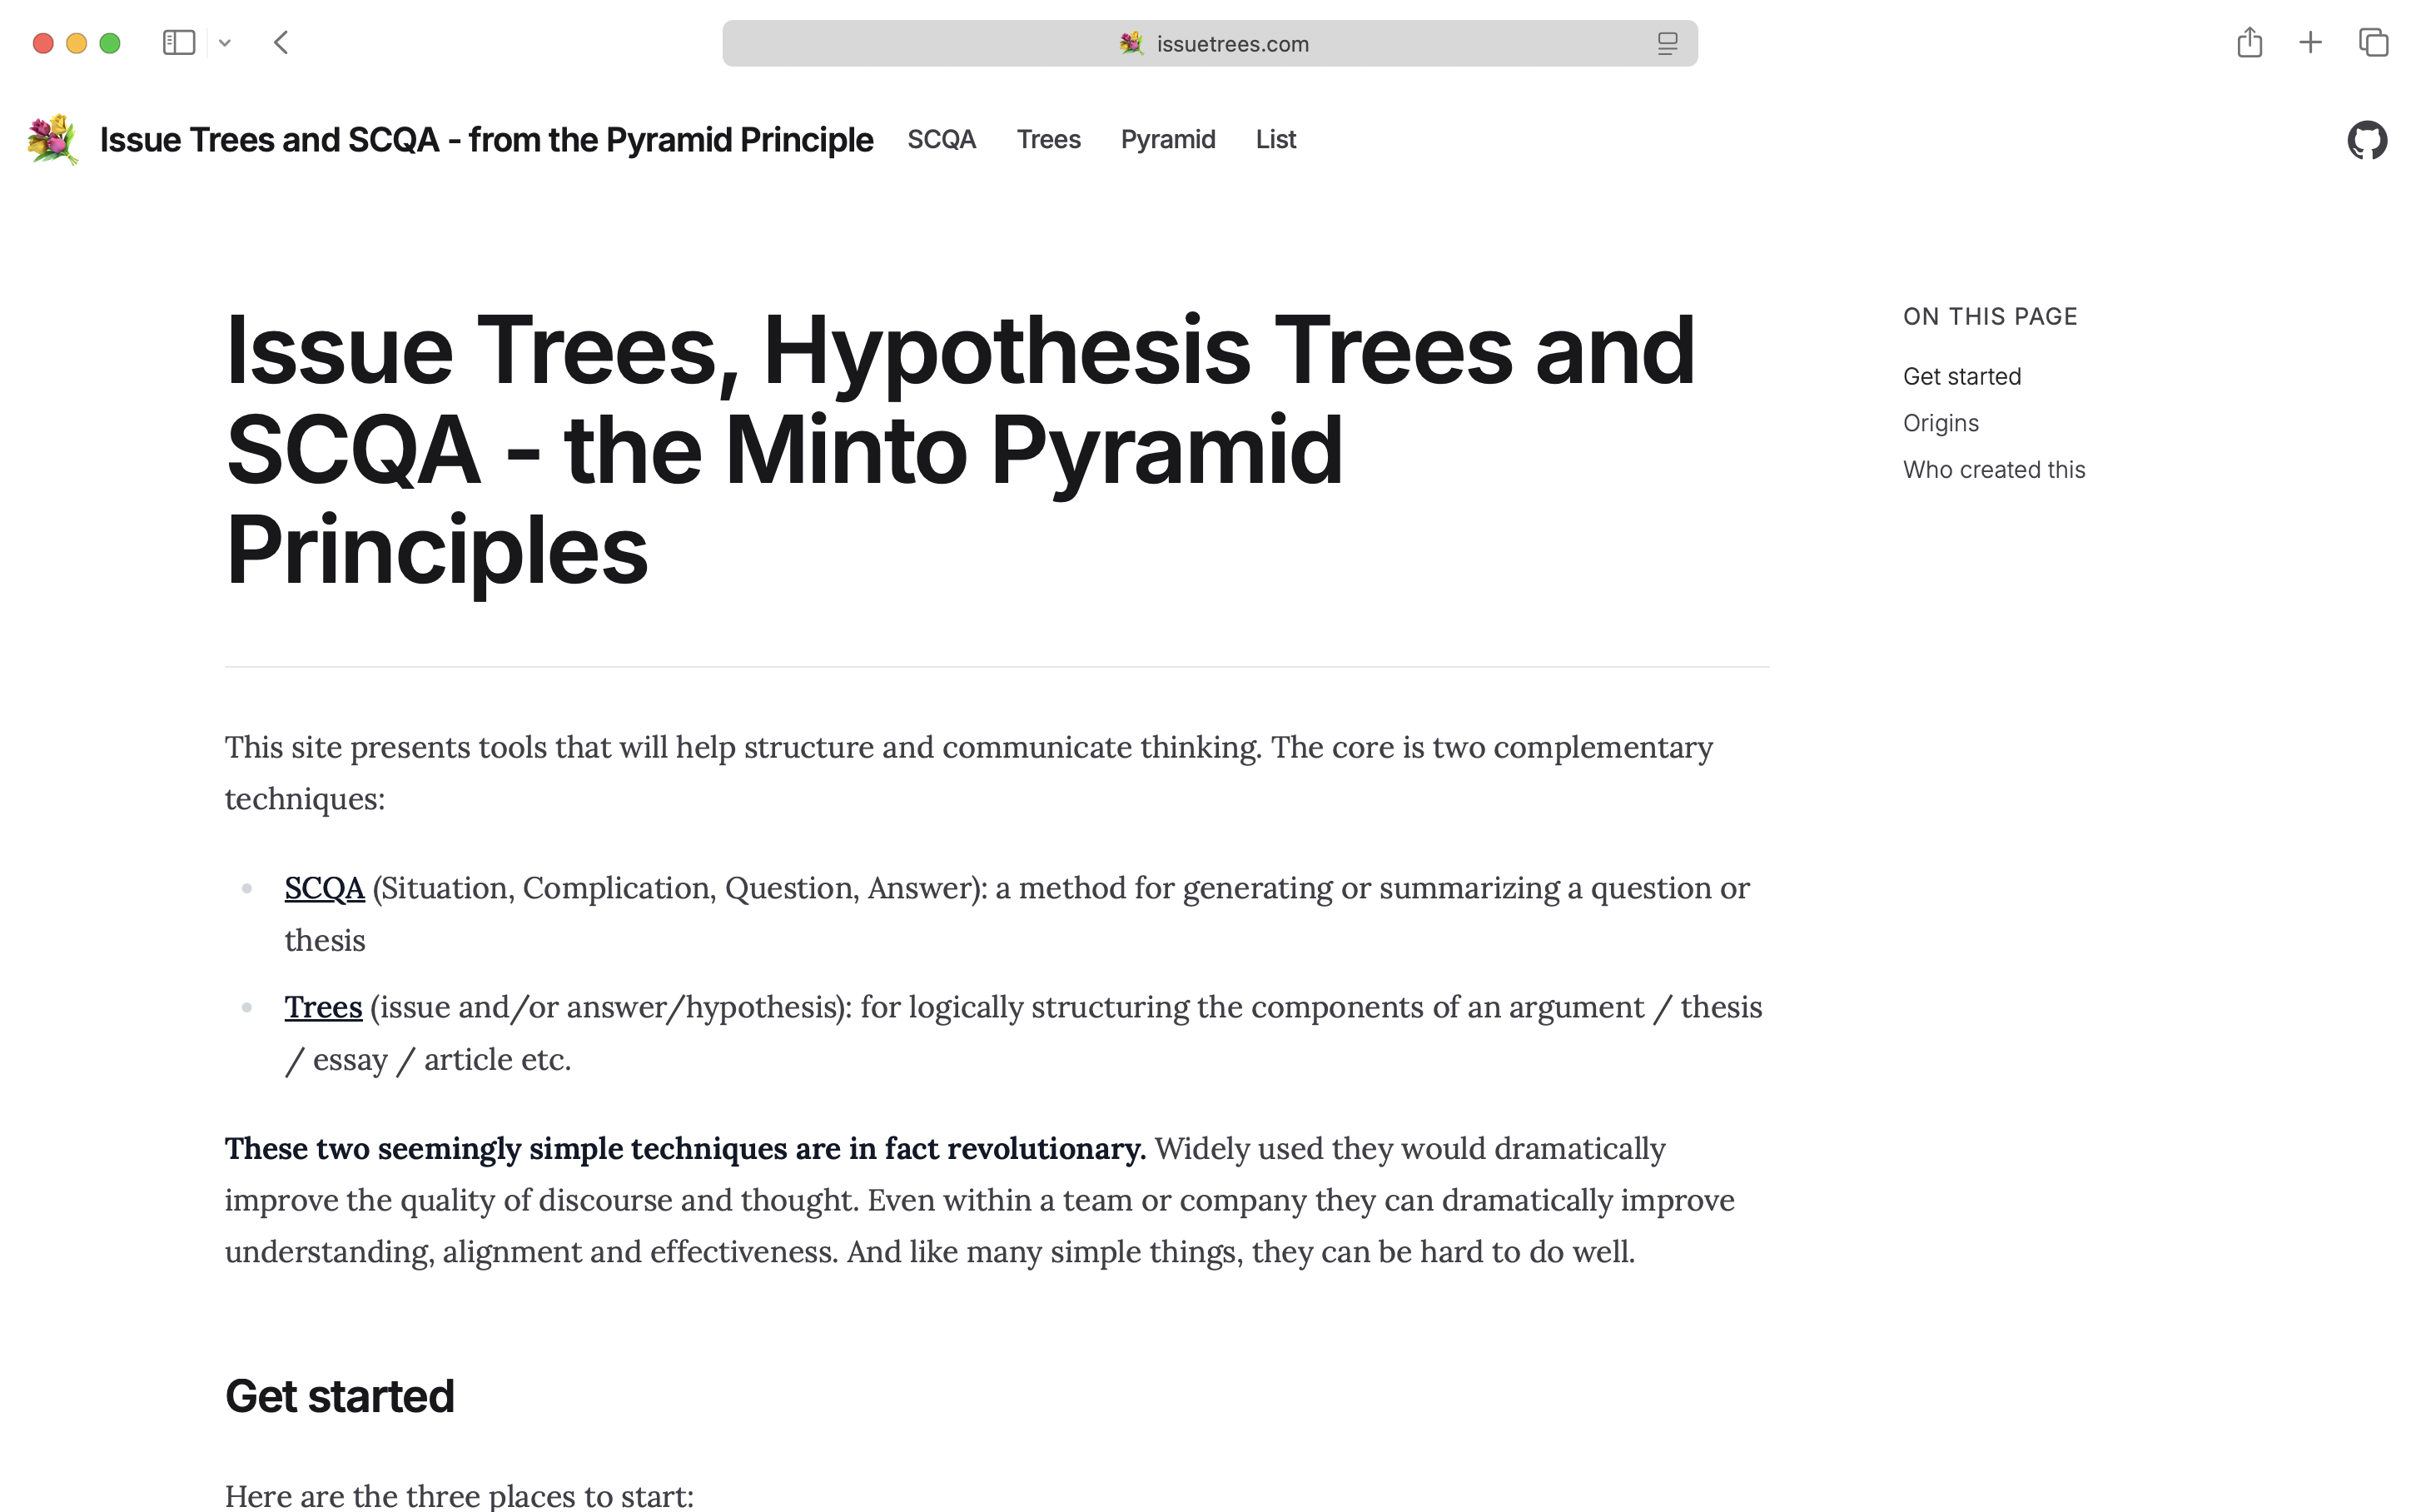 issuetrees.com
Issue Trees and SCQA - from the Pyramid Principle SCQA Trees Pyramid List
Issue Trees, Hypothesis Trees and
SCQA - the Minto Pyramid
Principles
ON THIS PAGE
Get started
Origins
Who created this
This site presents tools that will help structure and communicate thinking. The core is two complementary
techniques:
SCQA (Situation, Complication, Question, Answer): a method for generating or summarizing a question or
thesis
Trees (issue and/or answer/hypothesis): for logically structuring the components of an argument / thesis
/ essay / article etc.
These two seemingly simple techniques are in fact revolutionary. Widely used they would dramatically
improve the quality of discourse and thought. Even within a team or company they can dramatically improve
understanding, alignment and effectiveness. And like many simple things, they can be hard to do well.
Get started
Here are the three places to start: